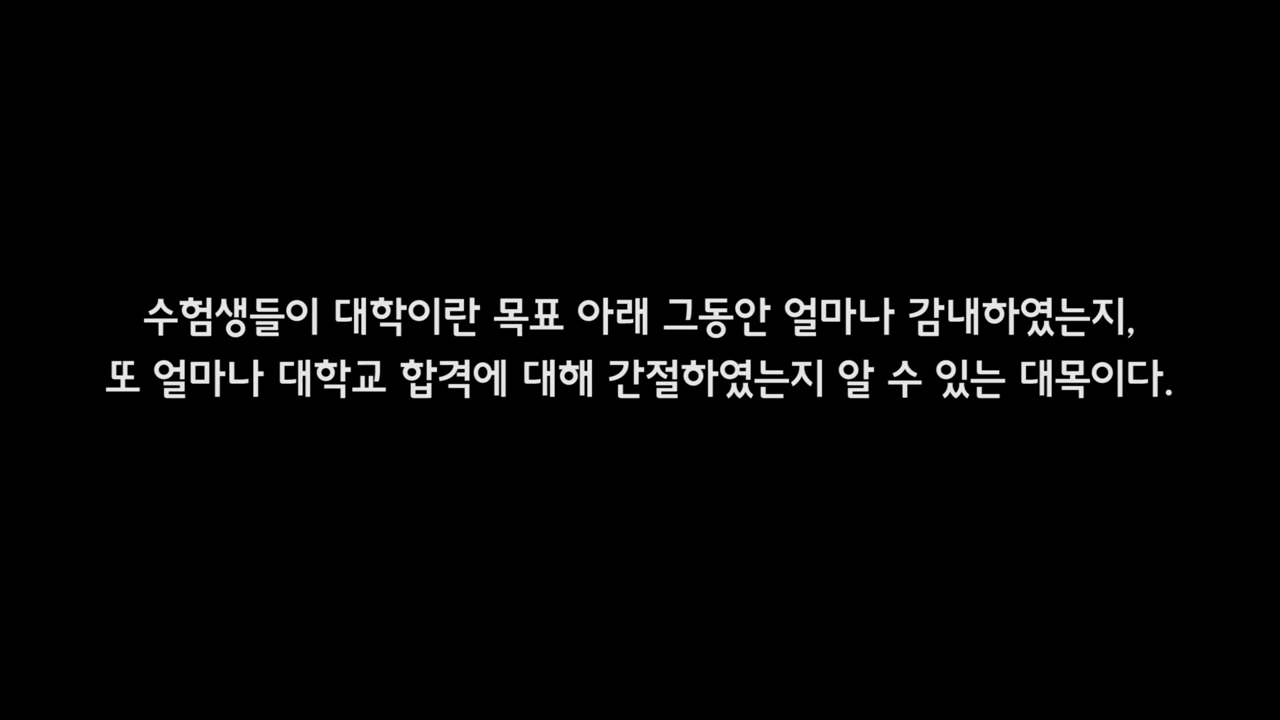 수험생들이 대학이란 목표 아래 그동안 얼마나 감내하였는지,
또 얼마나 대학교 합격에 대해 간절하였는지 알 수 있는 대목이다.